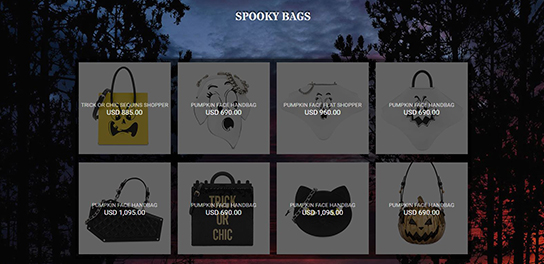 SPOOKY BAGS
TRICK OR CHIC SEQUINS SHOPPER
USD 885.00
PUMPKIN FACE HANDBAG
USD 690.00
PUMPKIN FACE FELT SHOPPER
USD 960.00
PUMPKIN FACE HANDBAG
USD 690.00
PUMPKIN FACE HANDBAG
USD 1,095.00
PUMPKIN FACE HANDBAG
USD 690.00
TRICK
OR
CHIC
PUMPKIN FACE HANDBAG
USD 1,095.00
PUMPKIN FACE HANDBAG
USD 690.00